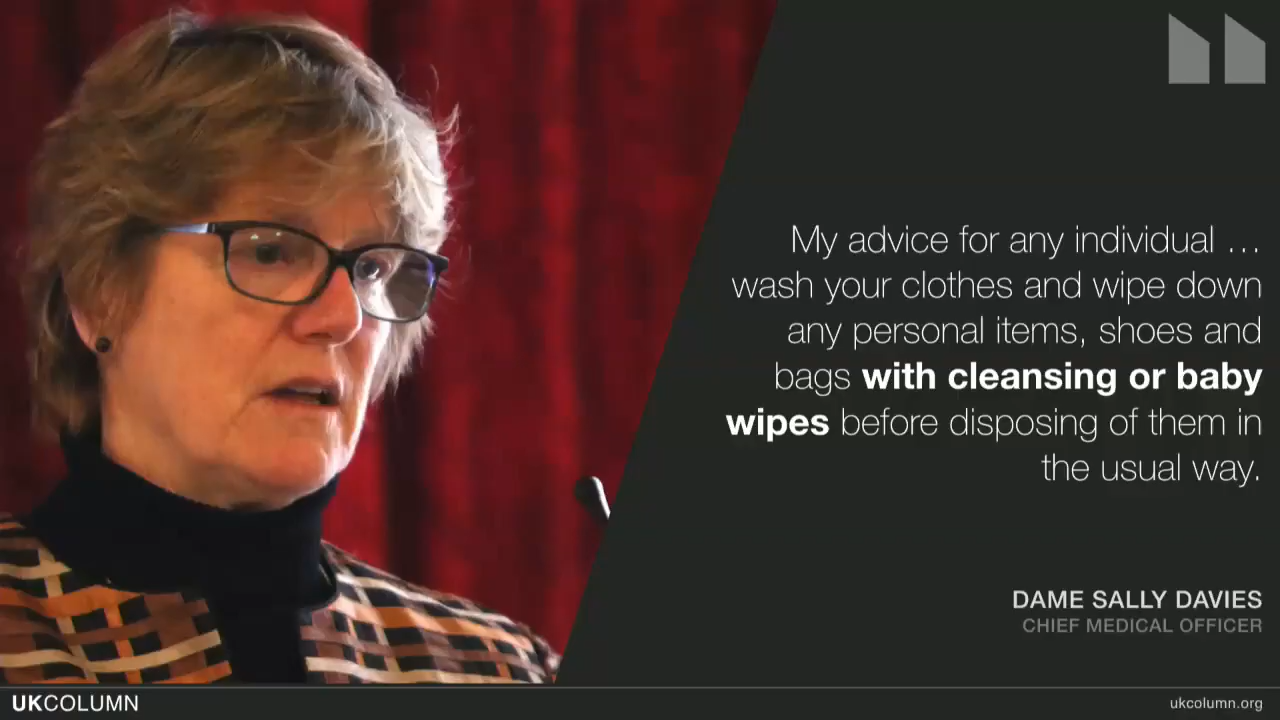 My advice for any individual …
wash your clothes and wipe down
any personal items, shoes and
bags with cleansing or baby
wipes before disposing of them in
the usual way.
DAME SALLY DAVIES
CHIEF MEDICAL OFFICER
UKCOLUMN
ukcolumn.org